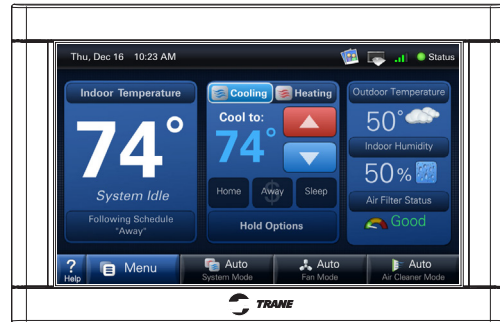 Thu, Dec 16 10:23 AM
Status
Indoor Temperature
74°
System Idle
Following Schedule
"Away"
Cooling
Heating
Cool to:
74°
Home
Away
Sleep
Hold Options
Outdoor Temperature
50°
Indoor Humidity
50%
Air Filter Status
Good
?
Help
Menu
Auto
System Mode
Auto
Fan Mode
Auto
Air Cleaner Mode
TRANE